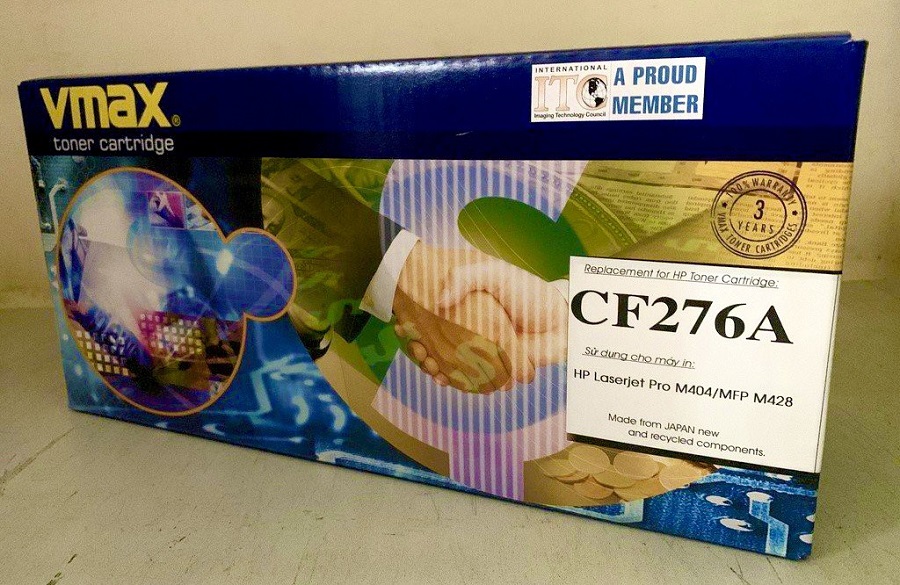 vmax®
toner cartridge
INTERNATIONAL
ITC
Imaging Technology Council
A PROUD
MEMBER
100% WARRANTY
3
YEARS
VMAX TONER CARTRIDGES
Replacement for HP Toner Cartridge:
CF276A
Sử dụng cho máy in:
HP Laserjet Pro M404/MFP M428
Made from JAPAN new
and recycled components.